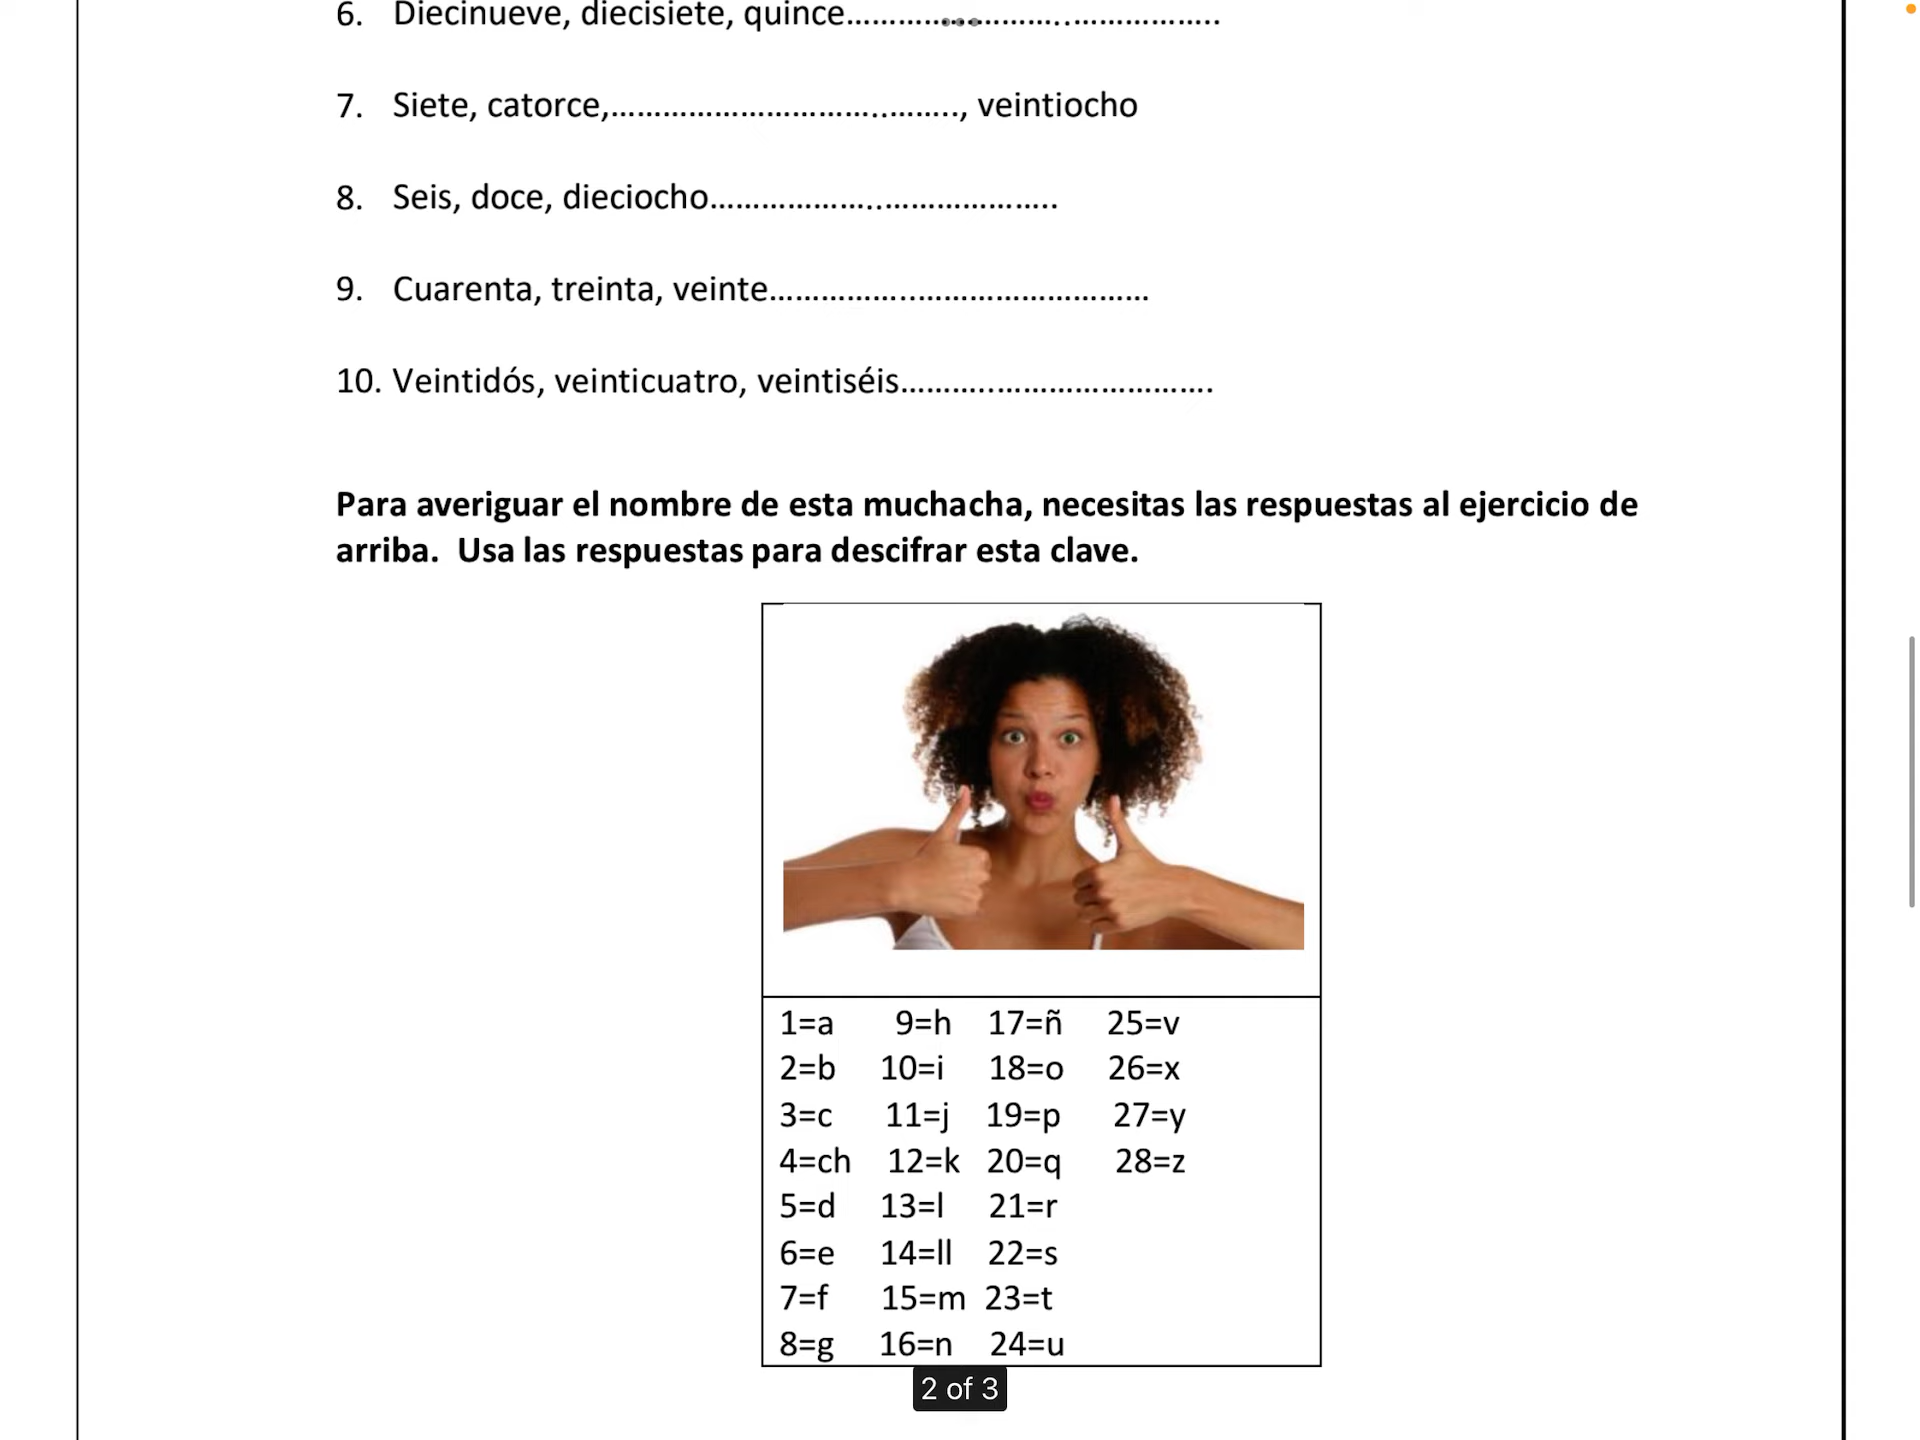 6. Diecinueve, diecisiete, quince……………………..……………..
7. Siete, catorce,…………………………..…….., veintiocho
8. Seis, doce, dieciocho………………..………………..
9. Cuarenta, treinta, veinte……………..………………………
10. Veintidós, veinticuatro, veintiséis………..…………………….
Para averiguar el nombre de esta muchacha, necesitas las respuestas al ejercicio de
arriba. Usa las respuestas para descifrar esta clave.
1=a 9=h 17=ñ 25=v
2=b 10=i 18=o 26=x
3=c 11=j 19=p 27=y
4=ch 12=k 20=q 28=z
5=d 13=l 21=r
6=e 14=ll 22=s
7=f 15=m 23=t
8=g 16=n 24=u
2 of 3